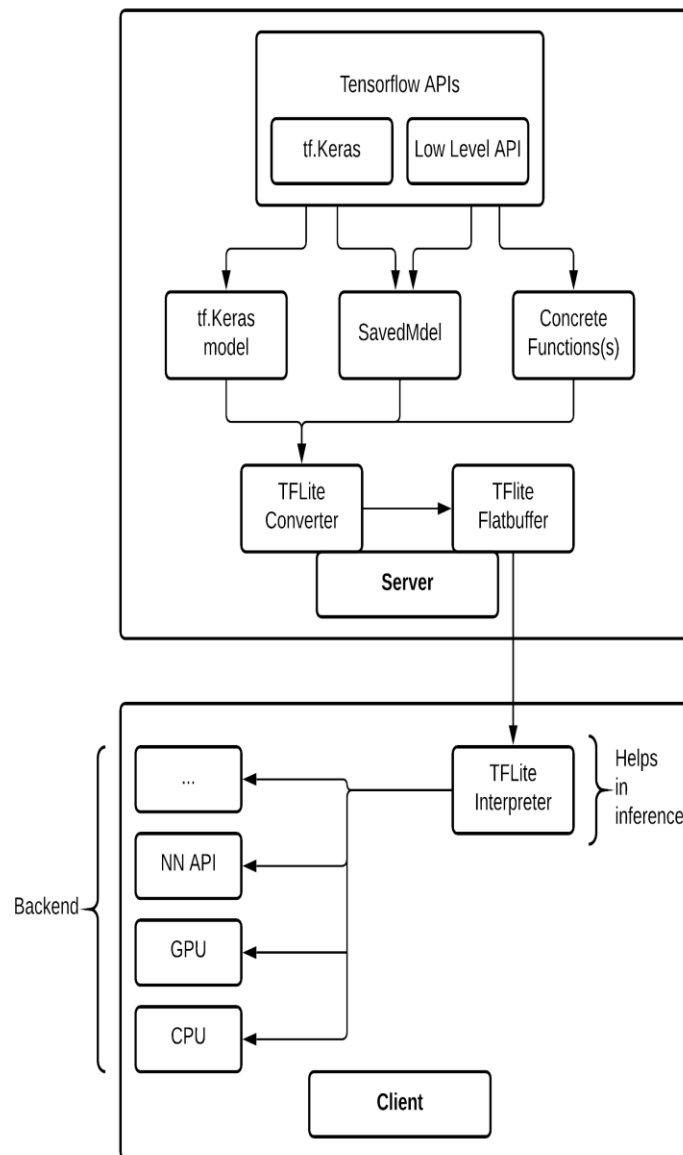 Tensorflow APIs
tf.Keras
Low Level API
tf.Keras
model
SavedMdel
Concrete
Functions(s)
TFLite
Converter
TFlite
Flatbuffer
Server
...
NN API
GPU
CPU
Backend
TFLite
Interpreter
Helps
in
inference
Client